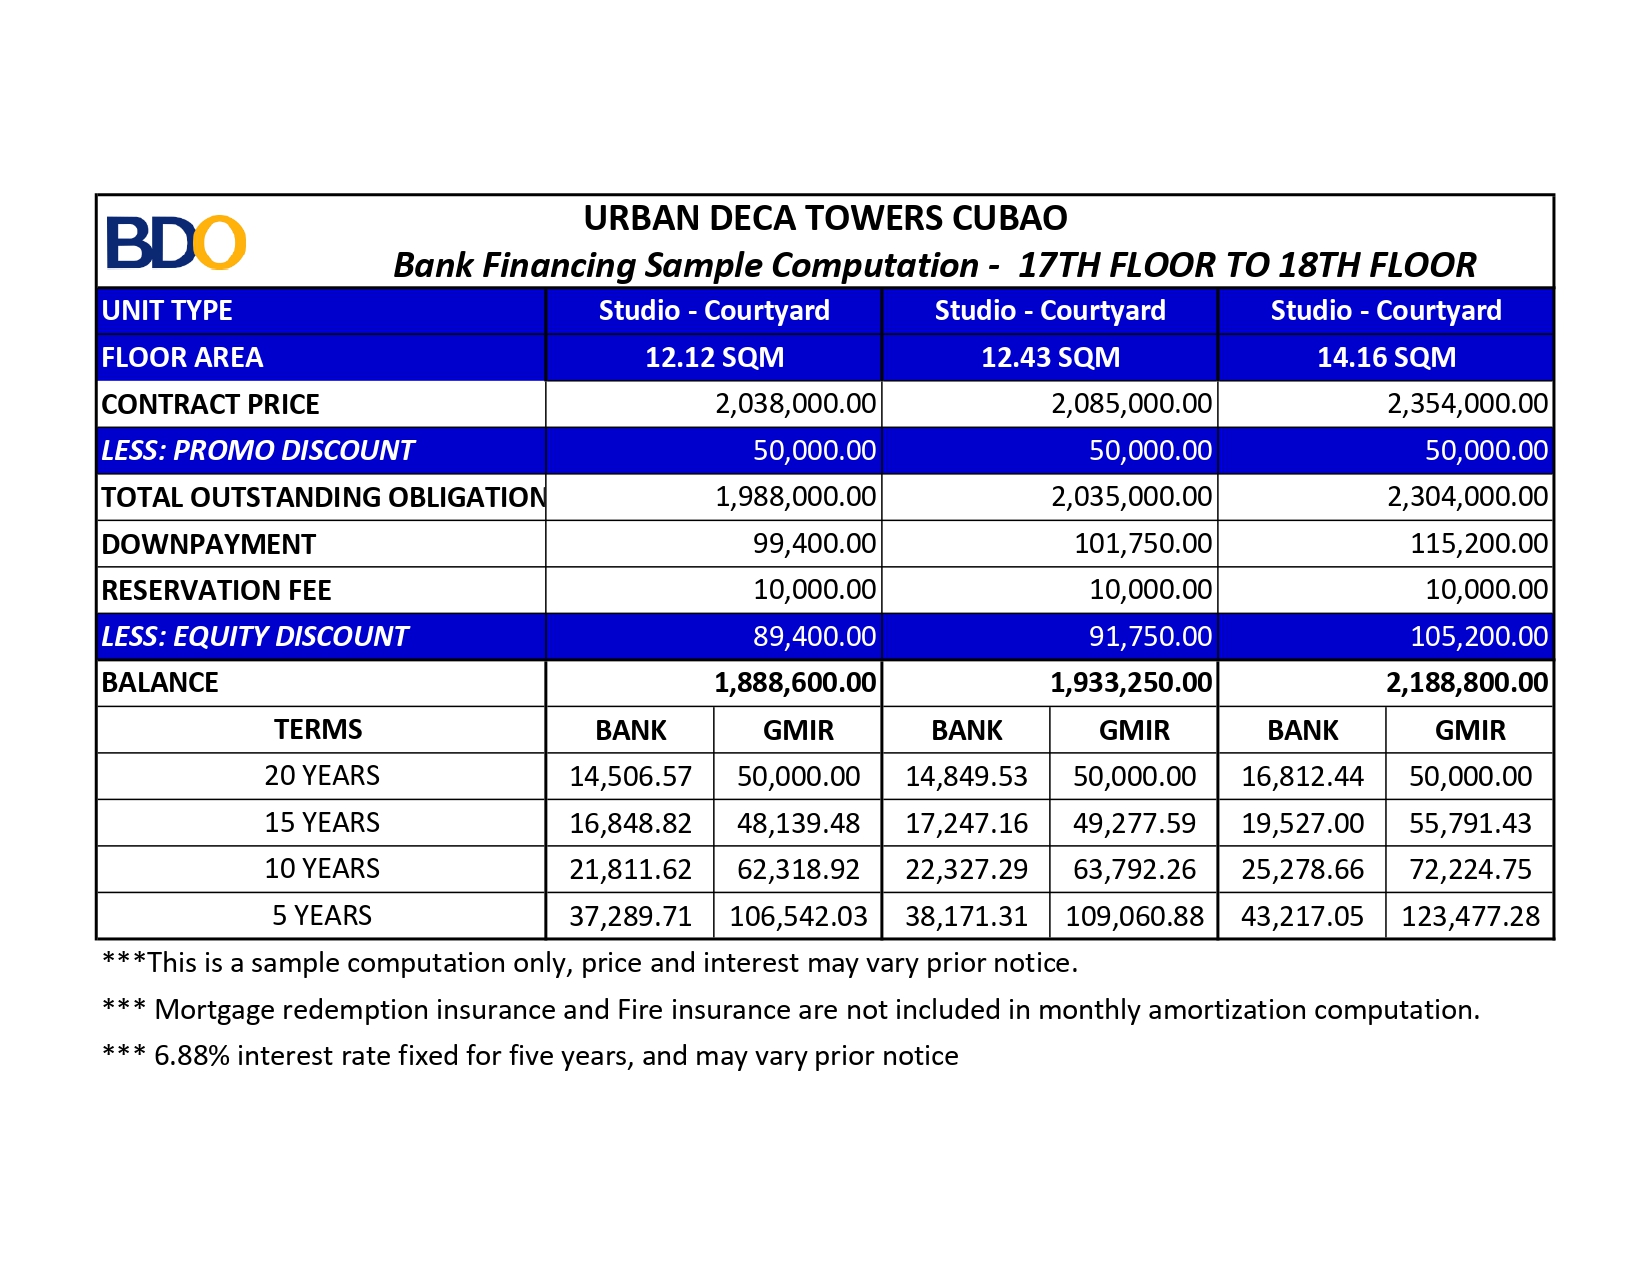 BDO
URBAN DECA TOWERS CUBAO
Bank Financing Sample Computation - 17TH FLOOR TO 18TH FLOOR
UNIT TYPE Studio - Courtyard Studio - Courtyard Studio - Courtyard
FLOOR AREA 12.12 SQM 12.43 SQM 14.16 SQM
CONTRACT PRICE 2,038,000.00 2,085,000.00 2,354,000.00
LESS: PROMO DISCOUNT 50,000.00 50,000.00 50,000.00
TOTAL OUTSTANDING OBLIGATION 1,988,000.00 2,035,000.00 2,304,000.00
DOWNPAYMENT 99,400.00 101,750.00 115,200.00
RESERVATION FEE 10,000.00 10,000.00 10,000.00
LESS: EQUITY DISCOUNT 89,400.00 91,750.00 105,200.00
BALANCE 1,888,600.00 1,933,250.00 2,188,800.00
TERMS BANK GMIR BANK GMIR BANK GMIR
20 YEARS 14,506.57 50,000.00 14,849.53 50,000.00 16,812.44 50,000.00
15 YEARS 16,848.82 48,139.48 17,247.16 49,277.59 19,527.00 55,791.43
10 YEARS 21,811.62 62,318.92 22,327.29 63,792.26 25,278.66 72,224.75
5 YEARS 37,289.71 106,542.03 38,171.31 109,060.88 43,217.05 123,477.28
***This is a sample computation only, price and interest may vary prior notice.
*** Mortgage redemption insurance and Fire insurance are not included in monthly amortization computation.
*** 6.88% interest rate fixed for five years, and may vary prior notice